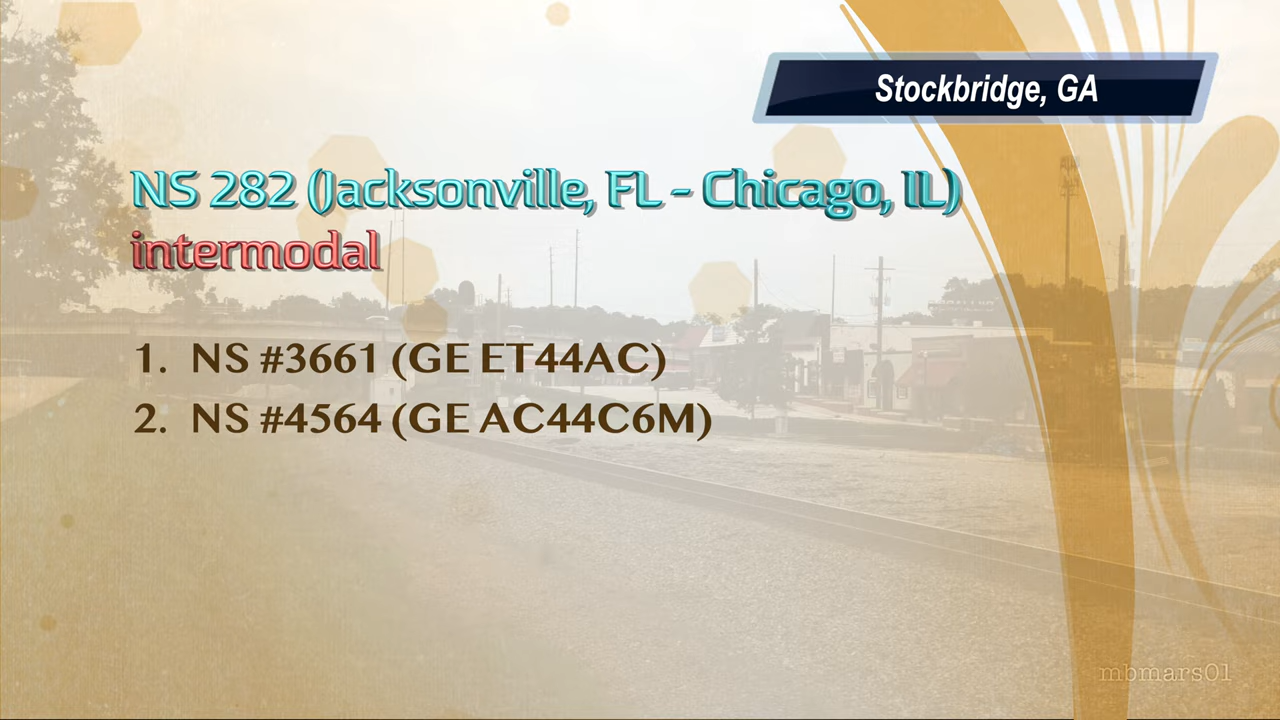 Stockbridge, GA
NS 282 (Jacksonville, FL - Chicago, IL)
intermodal
1. NS #3661 (GE ET44AC)
2. NS #4564 (GE AC44C6M)
mbmars01